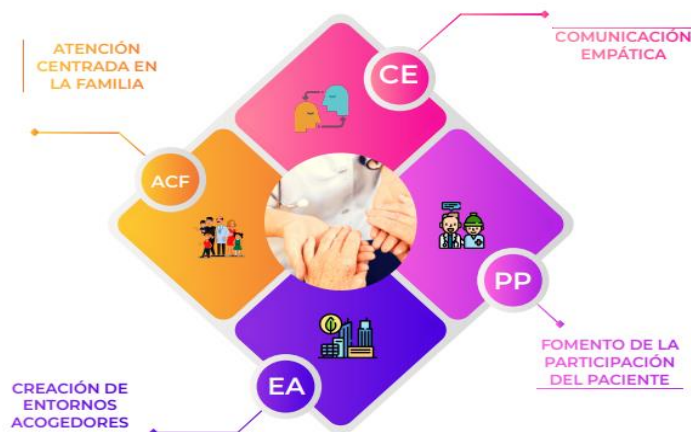 ATENCIÓN
CENTRADA EN
LA FAMILIA
ACF
CE
COMUNICACIÓN
EMPÁTICA
PP
FOMENTO DE LA
PARTICIPACIÓN
DEL PACIENTE
EA
CREACIÓN DE
ENTORNOS
ACOGEDORES